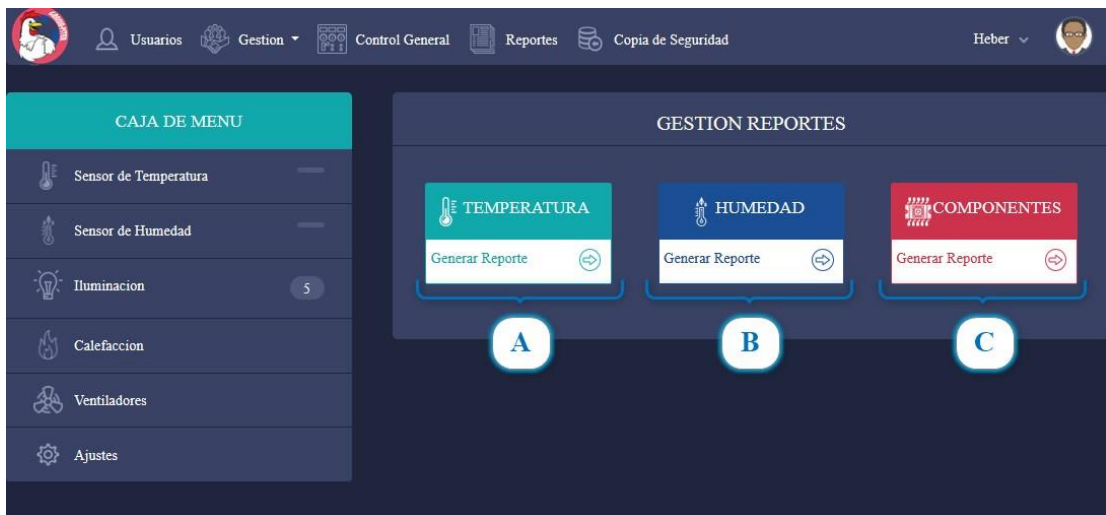 Usuarios Gestion Control General Reportes Copia de Seguridad Heber
CAJA DE MENU
Sensor de Temperatura
Sensor de Humedad
Iluminacion 5
Calefaccion
Ventiladores
Ajustes
GESTION REPORTES
TEMPERATURA
Generar Reporte
A
HUMEDAD
Generar Reporte
B
COMPONENTES
Generar Reporte
C